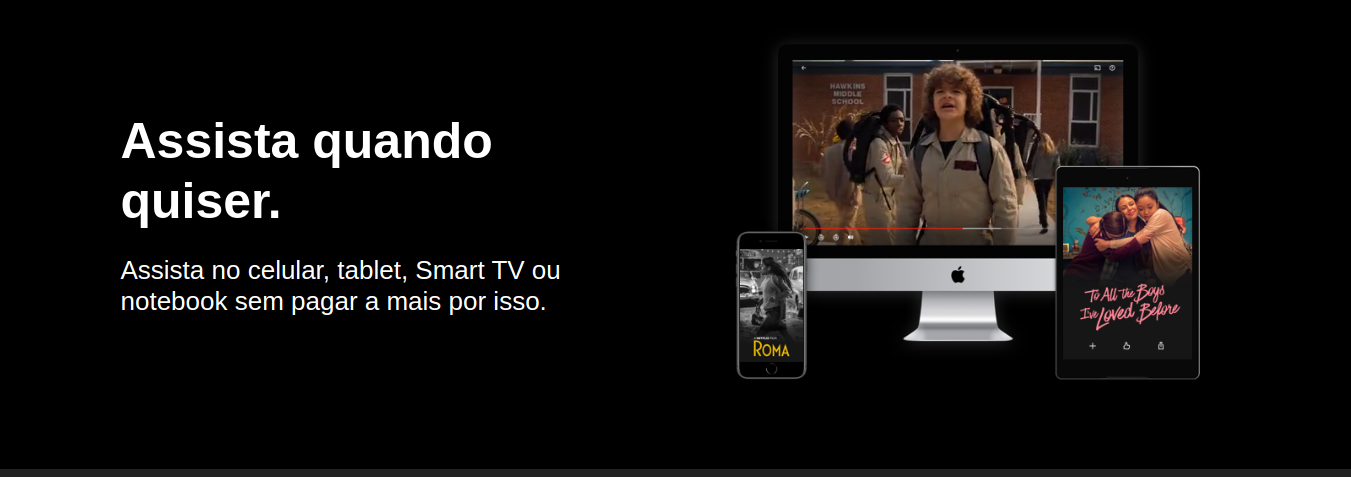 Assista quando
quiser.
Assista no celular, tablet, Smart TV ou
notebook sem pagar a mais por isso.
HAWKINS
MIDDLE
SCHOOL
To All the Boys
I've Loved Before
ROMA